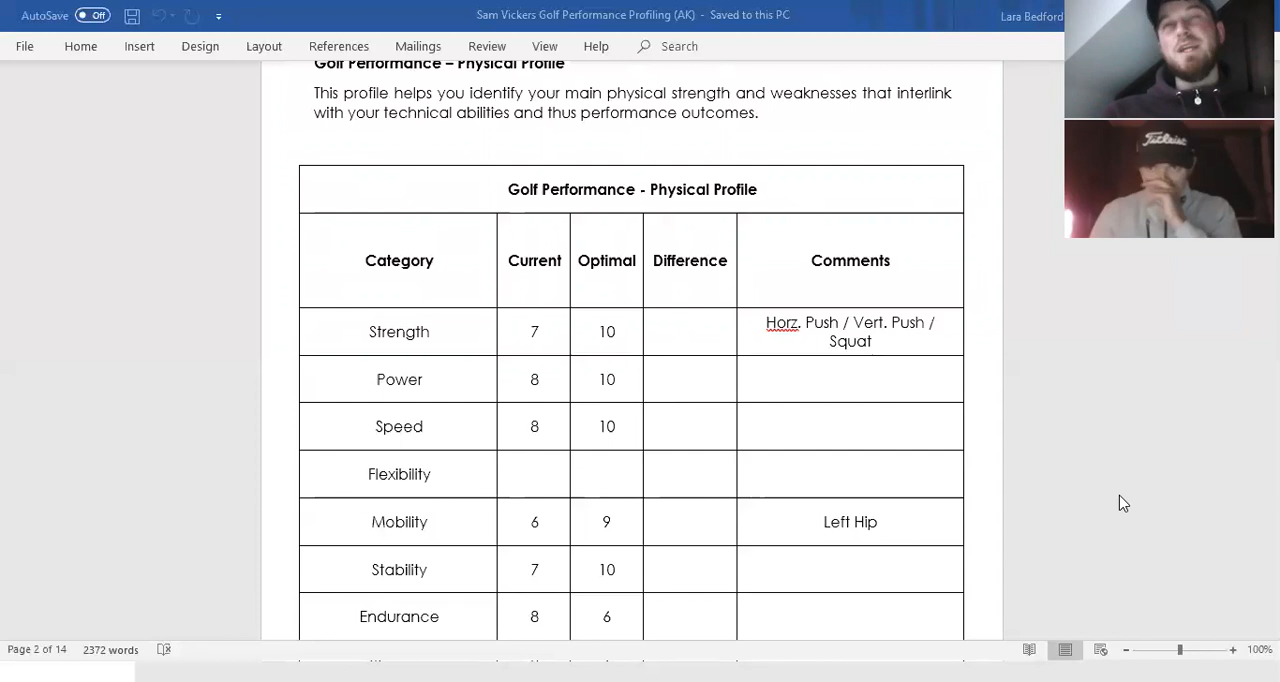 AutoSave Off Sam Vickers Golf Performance Profiling (AK) - Saved to this PC Lara Bedford
File Home Insert Design Layout References Mailings Review View Help Search
Golf Performance – Physical Profile
This profile helps you identify your main physical strength and weaknesses that interlink
with your technical abilities and thus performance outcomes.
Golf Performance - Physical Profile
Category Current Optimal Difference Comments
Strength 7 10 Horz. Push / Vert. Push /
Squat
Power 8 10
Speed 8 10
Flexibility
Mobility 6 9 Left Hip
Stability 7 10
Endurance 8 6
Page 2 of 14 2372 words 100%
Titleist